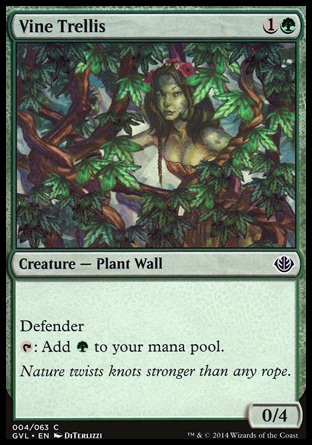 Vine Trellis 1
Creature — Plant Wall
Defender
: Add to your mana pool.
Nature twists knots stronger than any rope.
0/4
004/063 C
GVL • EN DiTerlizzi
™ & © 2014 Wizards of the Coast